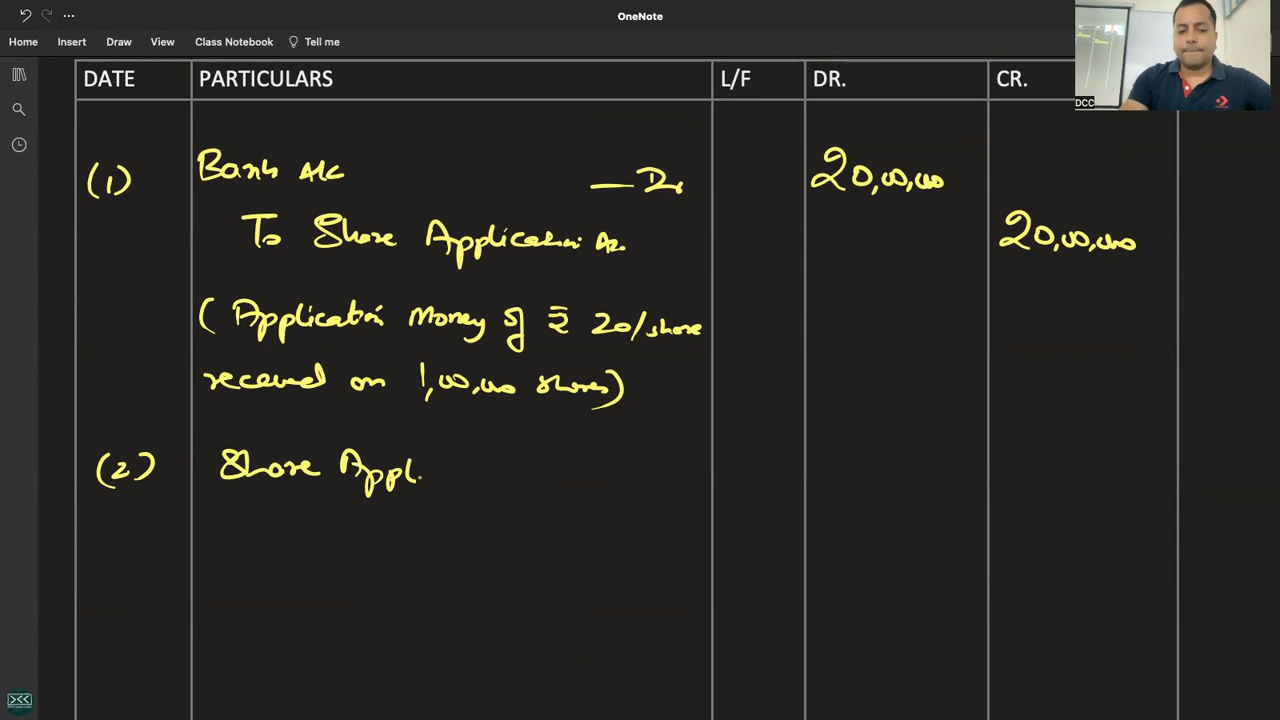 OneNote
Home Insert Draw View Class Notebook Tell me
DCC
DATE PARTICULARS L/F DR. CR.
(1) Bank A/c — Dr 20,00,000
To Share Application A/c 20,00,000
( Application Money of ₹ 20/share
received on 1,00,000 shares)
(2) Share Appl